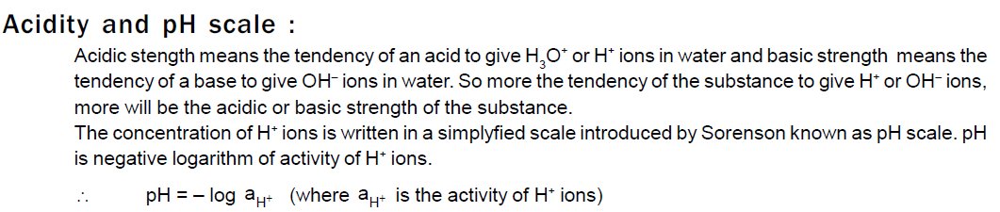 Acidity and pH scale :
Acidic stength means the tendency of an acid to give H₃O⁺ or H⁺ ions in water and basic strength means the
tendency of a base to give OH⁻ ions in water. So more the tendency of the substance to give H⁺ or OH⁻ ions,
more will be the acidic or basic strength of the substance.
The concentration of H⁺ ions is written in a simplyfied scale introduced by Sorenson known as pH scale. pH
is negative logarithm of activity of H⁺ ions.
∴ pH = – log a_H⁺ (where a_H⁺ is the activity of H⁺ ions)